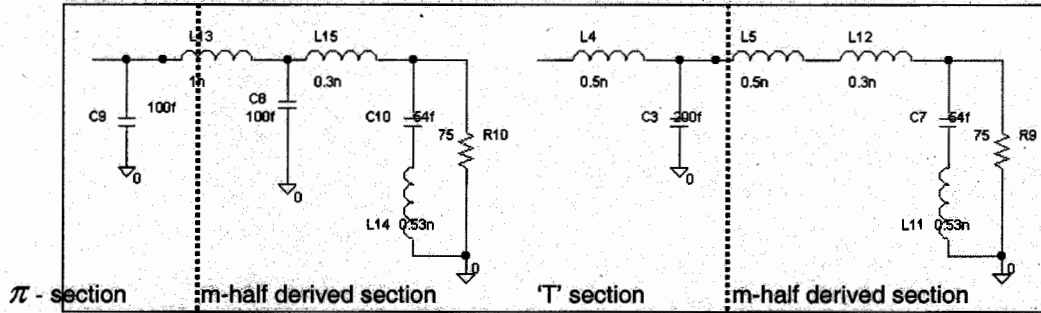 L13 L15 L4 L5 L12
1n 0.3n 0.5n 0.5n 0.3n
C9 100f C8 100f C10 54f 75 R10 C3 200f C7 54f 75 R9
0 0 0
L14 0.53n L11 0.53n
0 0
π - section m-half derived section 'T' section m-half derived section